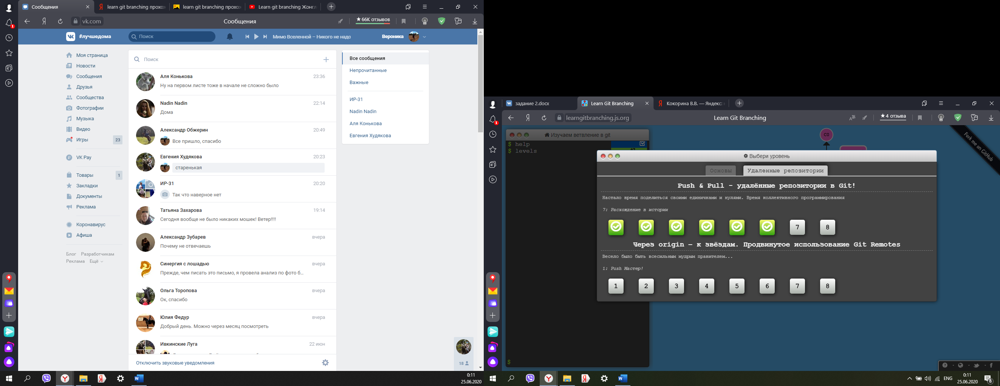 Сообщения
learn git branching прохож
learn git branching прохож
Learn git branching Жонгл
vk.com
Сообщения
★ 66K отзывов
1
#лучшедома
Поиск
Мимо Вселенной – Никого не надо
Вероника
Моя страница
Новости
Сообщения
Друзья
Сообщества
Фотографии
Музыка
Видео
Игры
23
VK Pay
Товары
1
Закладки
Документы
Реклама
Коронавирус
Афиша
Блог Разработчикам
Реклама Ещё
Поиск
Аля Конькова 23:36
Ну на первом листе тоже в начале не сложно было
Nadin Nadin 22:14
Дома
Александр Обжерин 20:49
Все пришло, спасибо
Евгения Худякова 20:23
старенькая
ИР-31 20:20
Так что наверное нет
Татьяна Захарова 19:14
Сегодня вообще не было никаких мошек! Ветер!!!!
Александр Зубарев вчера
Почему не отвечаешь
Синергия с лошадью вчера
Прежде, чем писать это письмо, я провела анализ по фото б...
Ольга Торопова вчера
Ок, спасибо
Юлия Федур вчера
Добрый день. Можно через месяц посмотреть
Ивкинские Луга 22 июн
Отключить звуковые уведомления
Все сообщения
Непрочитанные
Важные
ИР-31
Nadin Nadin
Аля Конькова
Евгения Худякова
18
0:11
25.06.2020
задание 2.docx
Learn Git Branching
Кокорина В.В. — Яндекс:
learngitbranching.js.org
Learn Git Branching
★ 4 отзыва
1
Изучаем ветвление в git
$ help
$ levels
$
C0
Fork me on GitHub
Выбери уровень
Основы
Удаленные репозитории
Push & Pull - удалённые репозитории в Git!
Настало время поделиться своими единичками и нулями. Время коллективного программирования
7: Расхождение в истории
7 8
Через origin – к звёздам. Продвинутое использование Git Remotes
Весело было быть всесильным мудрым правителем...
1: Push Мастер!
1 2 3 4 5 6 7 8
ENG
0:11
25.06.2020
8